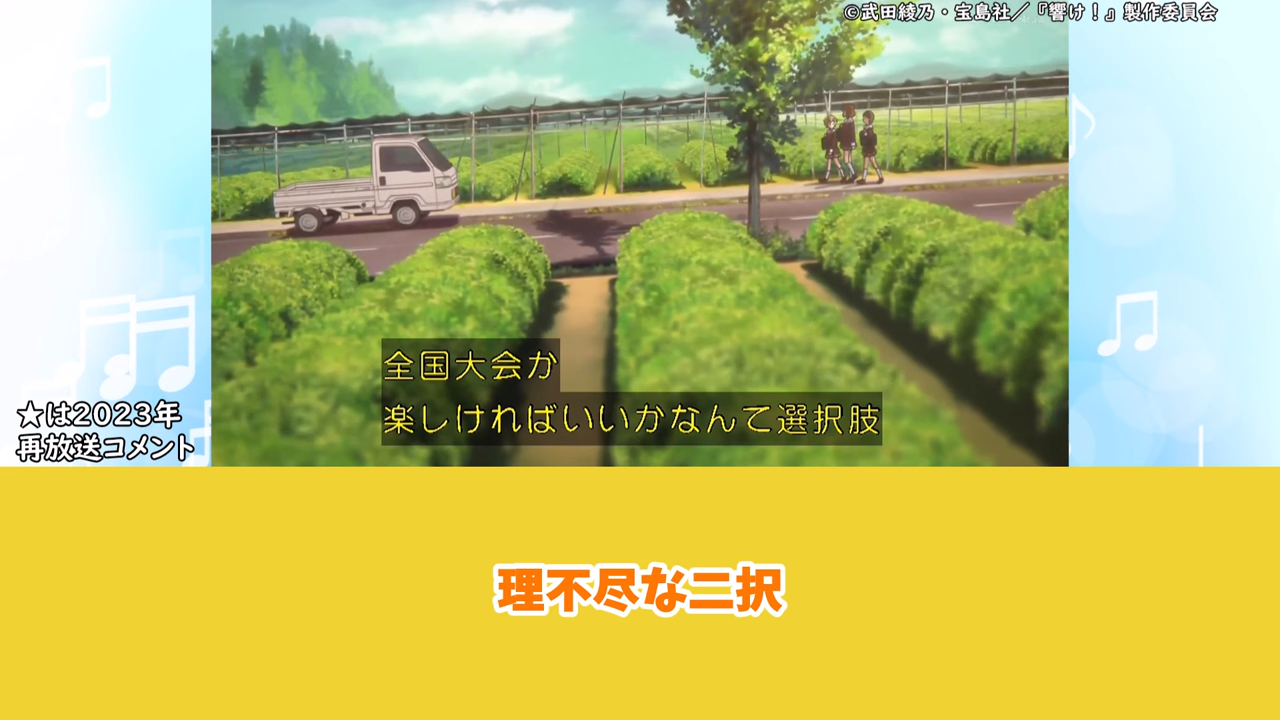 ©武田綾乃・宝島社／『響け！』製作委員会
全国大会か
楽しければいいかなんて選択肢
★は2023年
再放送コメント
理不尽な二択